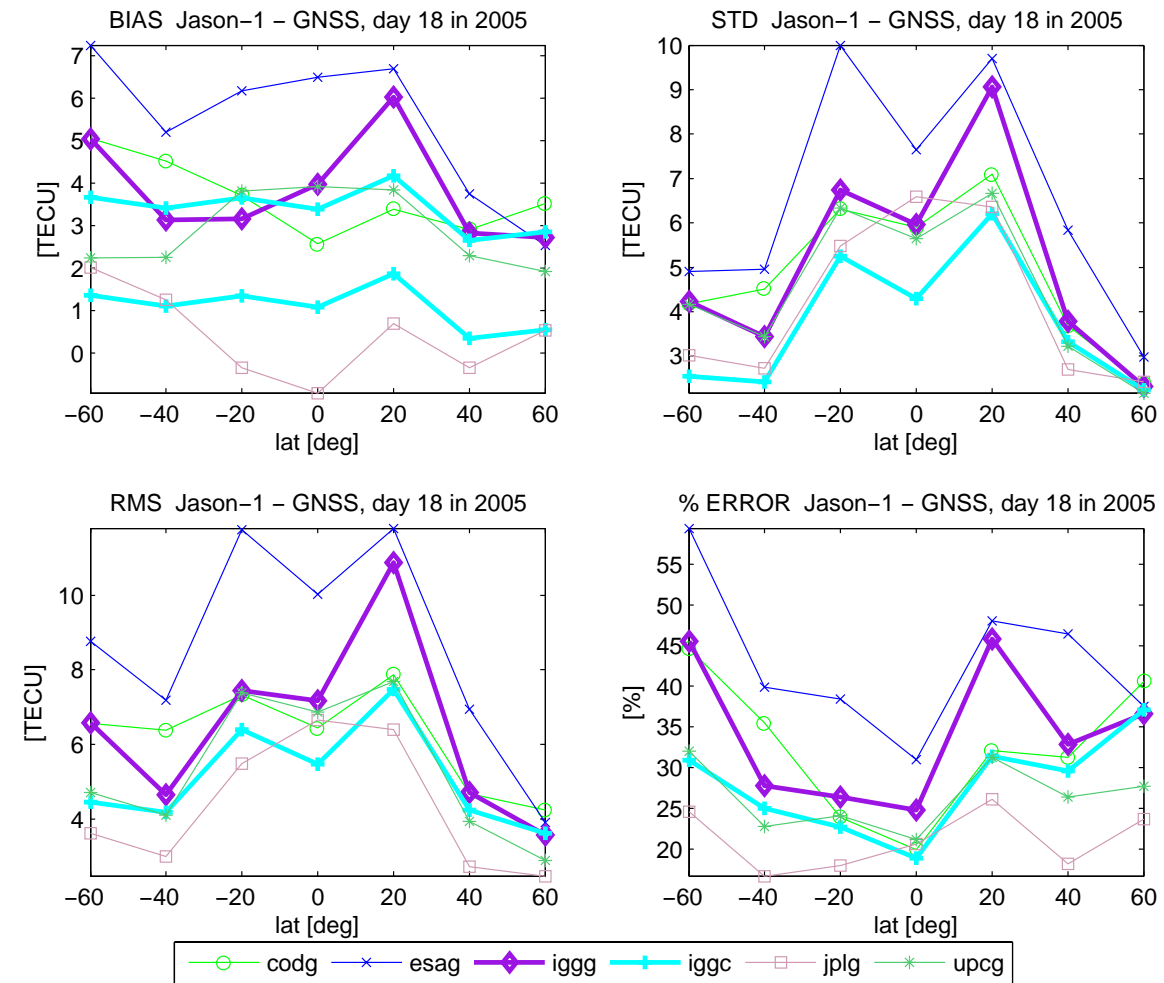 BIAS Jason−1 − GNSS, day 18 in 2005
7
6
5
4
3
2
1
0
[TECU]
−60 −40 −20 0 20 40 60
lat [deg]
STD Jason−1 − GNSS, day 18 in 2005
10
9
8
7
6
5
4
3
[TECU]
−60 −40 −20 0 20 40 60
lat [deg]
RMS Jason−1 − GNSS, day 18 in 2005
10
8
6
4
[TECU]
−60 −40 −20 0 20 40 60
lat [deg]
% ERROR Jason−1 − GNSS, day 18 in 2005
55
50
45
40
35
30
25
20
[%]
−60 −40 −20 0 20 40 60
lat [deg]
codg esag iggg iggc jplg upcg